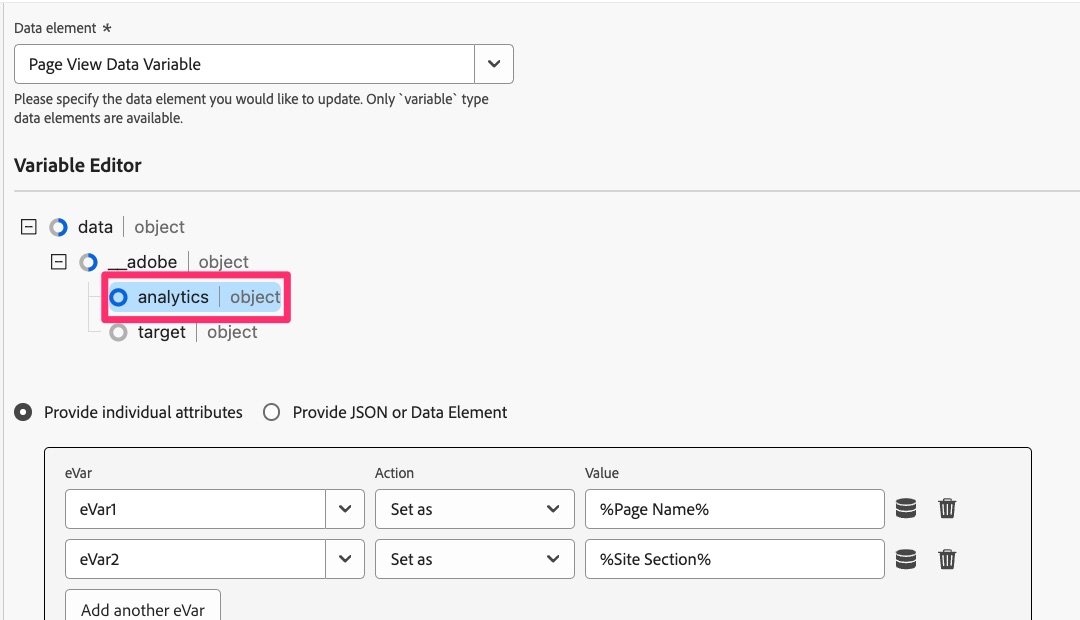 Data element *
Page View Data Variable
Please specify the data element you would like to update. Only `variable` type
data elements are available.
Variable Editor
data object
__adobe object
analytics object
target object
Provide individual attributes Provide JSON or Data Element
eVar Action Value
eVar1 Set as %Page Name%
eVar2 Set as %Site Section%
Add another eVar